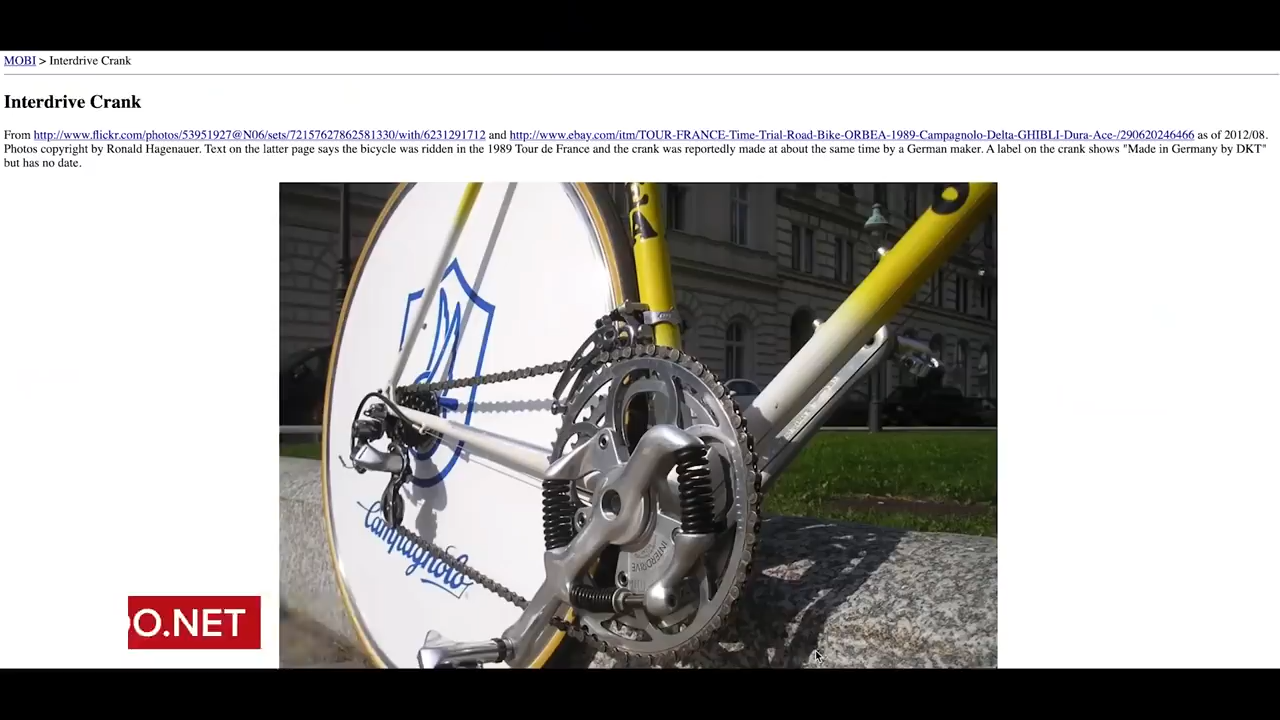 MOBI > Interdrive Crank
Interdrive Crank
From http://www.flickr.com/photos/53951927@N06/sets/72157627862581330/with/6231291712 and http://www.ebay.com/itm/TOUR-FRANCE-Time-Trial-Road-Bike-ORBEA-1989-Campagnolo-Delta-GHIBLI-Dura-Ace-/290620246466 as of 2012/08.
Photos copyright by Ronald Hagenauer. Text on the latter page says the bicycle was ridden in the 1989 Tour de France and the crank was reportedly made at about the same time by a German maker. A label on the crank shows "Made in Germany by DKT"
but has no date.
Campagnolo
INTERDRIVE
O.NET